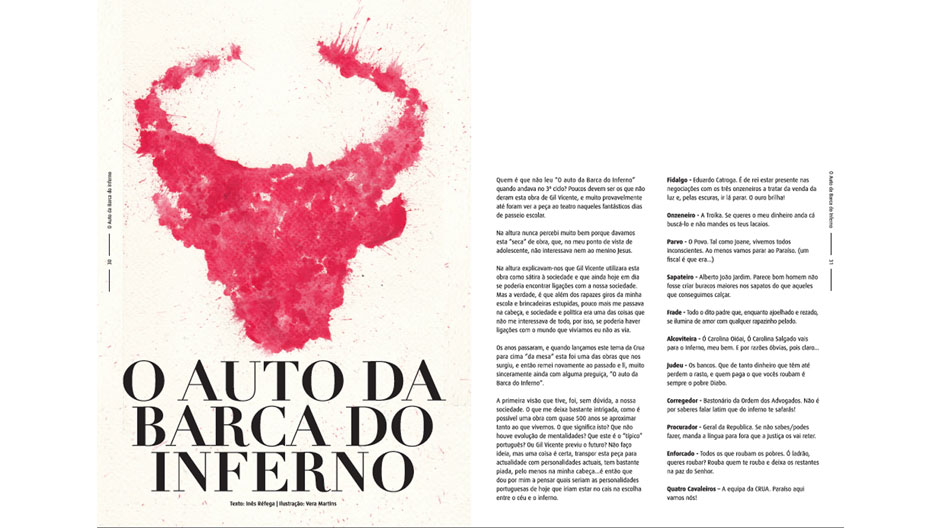 O Auto da Barca do Inferno
30
O AUTO DA
BARCA DO
INFERNO
Texto: Inês Réfega | Ilustração: Vera Martins
Quem é que não leu “O auto da Barca do Inferno”
quando andava no 3º ciclo? Poucos devem ser os que não
deram esta obra de Gil Vicente, e muito provavelmente
até foram ver a peça ao teatro naqueles fantásticos dias
de passeio escolar.
Na altura nunca percebi muito bem porque davamos
esta “seca” de obra, que, no meu ponto de vista de
adolescente, não interessava nem ao menino Jesus.
Na altura explicavam-nos que Gil Vicente utilizara esta
obra como sátira à sociedade e que ainda hoje em dia
se poderia encontrar ligações com a nossa sociedade.
Mas a verdade, é que além dos rapazes giros da minha
escola e brincadeiras estupidas, pouco mais me passava
na cabeça, e sociedade e politica era uma das coisas que
não me interessava de todo, por isso, se poderia haver
ligações com o mundo que viviamos eu não as via.
Os anos passaram, e quando lançamos este tema da Crua
para cima “da mesa” esta foi uma das obras que nos
surgiu, e então remei novamente ao passado e li, muito
sinceramente ainda com alguma preguiça, “O auto da
Barca do Inferno”.
A primeira visão que tive, foi, sem dúvida, a nossa
sociedade. O que me deixa bastante intrigada, como é
possível uma obra com quase 500 anos se aproximar
tanto ao que vivemos. O que significa isto? Que não
houve evolução de mentalidades? Que este é o “típico”
português? Ou Gil Vicente previu o futuro? Não faço
ideia, mas uma coisa é certa, transpor esta peça para
actualidade com personalidades actuais, tem bastante
piada, pelo menos na minha cabeça...é então que
dou por mim a pensar quais seriam as personalidades
portuguesas de hoje que iriam estar no cais na escolha
entre o céu e o inferno.
Fidalgo - Eduardo Catroga. É de rei estar presente nas
negociações com os três onzeneiros a tratar da venda da
luz e, pelas escuras, ir lá parar. O ouro brilha!
Onzeneiro - A Troika. Se queres o meu dinheiro anda cá
buscá-lo e não mandes os teus lacaios.
Parvo - O Povo. Tal como Joane, vivemos todos
inconscientes. Ao menos vamos parar ao Paraíso. (um
fiscal é que era...)
Sapateiro - Alberto João Jardim. Parece bom homem não
fosse criar buracos maiores nos sapatos do que aqueles
que conseguimos calçar.
Frade - Todo o dito padre que, enquanto ajoelhado e rezado,
se ilumina de amor com qualquer rapazinho pelado.
Alcoviteira - Ó Carolina Oióai, Ó Carolina Salgado vais
para o Inferno, meu bem. E por razões óbvias, pois claro...
Judeu - Os bancos. Que de tanto dinheiro que têm até
perdem o rasto, e quem paga o que vocês roubam é
sempre o pobre Diabo.
Corregedor - Bastonário da Ordem dos Advogados. Não é
por saberes falar latim que do inferno te safarás!
Procurador - Geral da Republica. Se não sabes/podes
fazer, manda a língua para fora que a justiça os vai reter.
Enforcado - Todos os que roubam os pobres. Ó ladrão,
queres roubar? Rouba quem te rouba e deixa os restantes
na paz do Senhor.
Quatro Cavaleiros – A equipa da CRUA. Paraíso aqui
vamos nós!
O Auto da Barca do Inferno
31